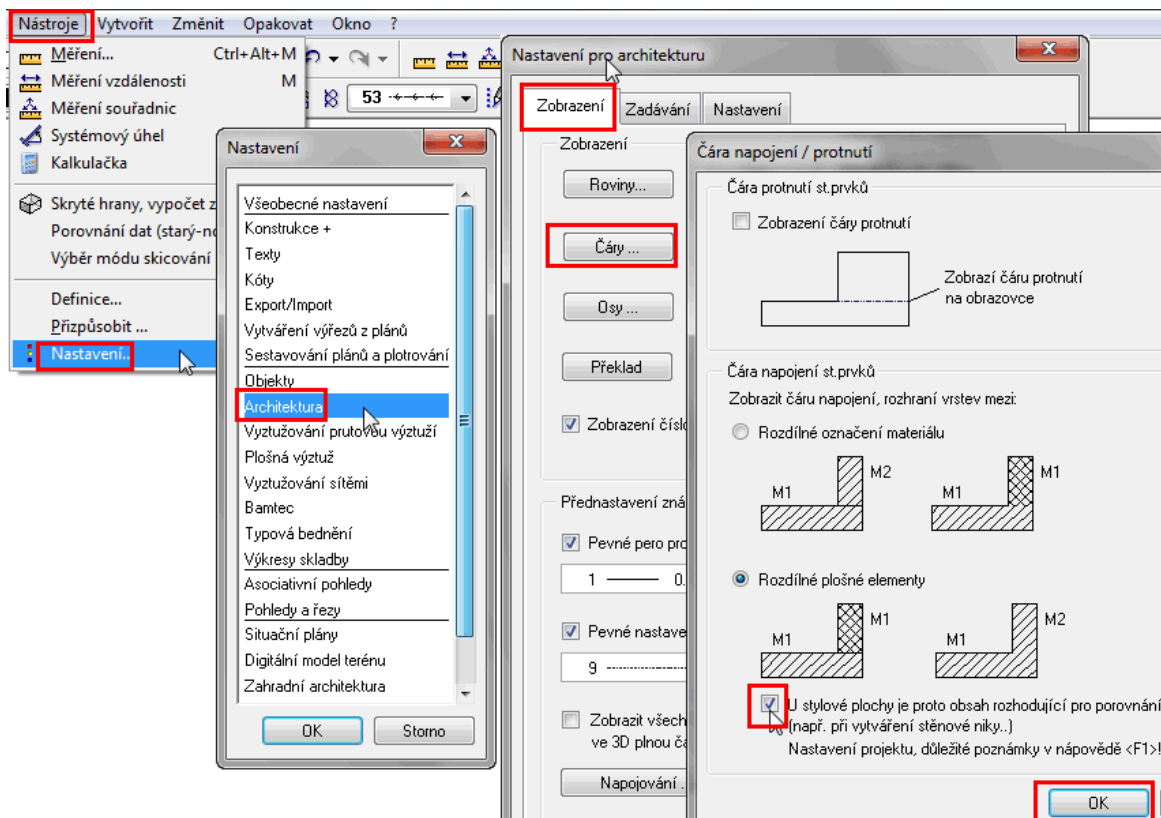 Nástroje Vytvořit Změnit Opakovat Okno ?
Měření... Ctrl+Alt+M
Měření vzdálenosti M
Měření souřadnic
Systémový úhel
Kalkulačka
Skryté hrany, vypočet z
Porovnání dat (starý-no
Výběr módu skicování
Definice...
Přizpůsobit ...
Nastavení..
53
Nastavení
Všeobecné nastavení
Konstrukce +
Texty
Kóty
Export/Import
Vytváření výřezů z plánů
Sestavování plánů a plotrování
Objekty
Architektura
Vyztužování prutovou výztuží
Plošná výztuž
Vyztužování sítěmi
Bamtec
Typová bednění
Výkresy skladby
Asociativní pohledy
Pohledy a řezy
Situační plány
Digitální model terénu
Zahradní architektura
OK Storno
Nastavení pro architekturu
Zobrazení Zadávání Nastavení
Zobrazení
Roviny...
Čáry ...
Osy ...
Překlad
Zobrazení čísl
Přednastavení zná
Pevné pero pro
1 0.
Pevné nastave
9
Zobrazit všech
ve 3D plnou čá
Napojování .
Čára napojení / protnutí
Čára protnutí st.prvků
Zobrazení čáry protnutí
Zobrazí čáru protnutí
na obrazovce
Čára napojení st.prvků
Zobrazit čáru napojení, rozhraní vrstev mezi:
Rozdílné označení materiálu
M1 M2 M1 M1
Rozdílné plošné elementy
M1 M1 M1 M2
U stylové plochy je proto obsah rozhodující pro porovnání
(např. při vytváření stěnové niky..)
Nastavení projektu, důležité poznámky v nápovědě <F1>!
OK